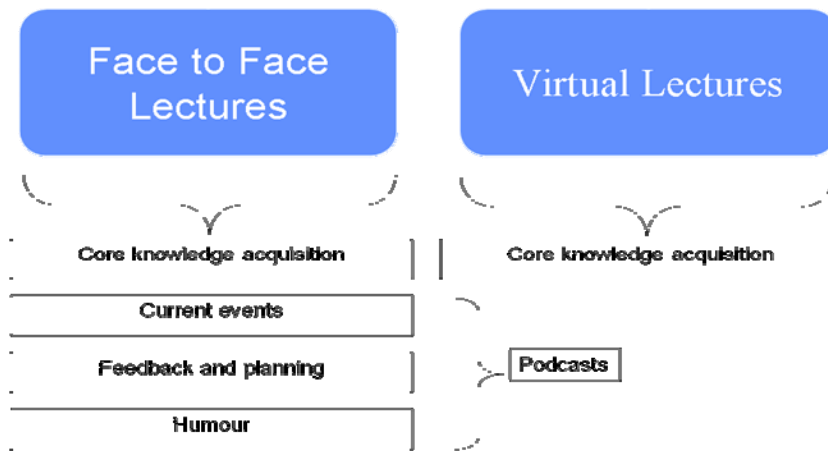 Face to Face
Lectures
Virtual Lectures
Core knowledge acquisition
Core knowledge acquisition
Current events
Feedback and planning
Podcasts
Humour